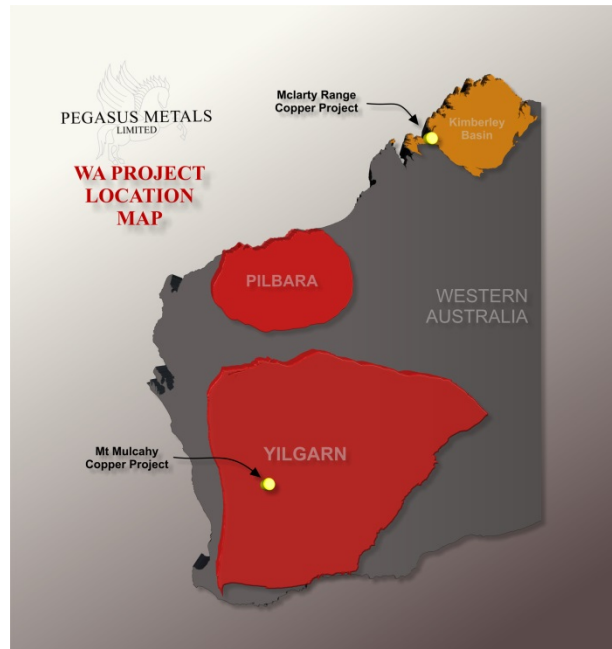 PEGASUS METALS
LIMITED
WA PROJECT
LOCATION
MAP
Mclarty Range
Copper Project
Kimberley
Basin
PILBARA
WESTERN
AUSTRALIA
YILGARN
Mt Mulcahy
Copper Project